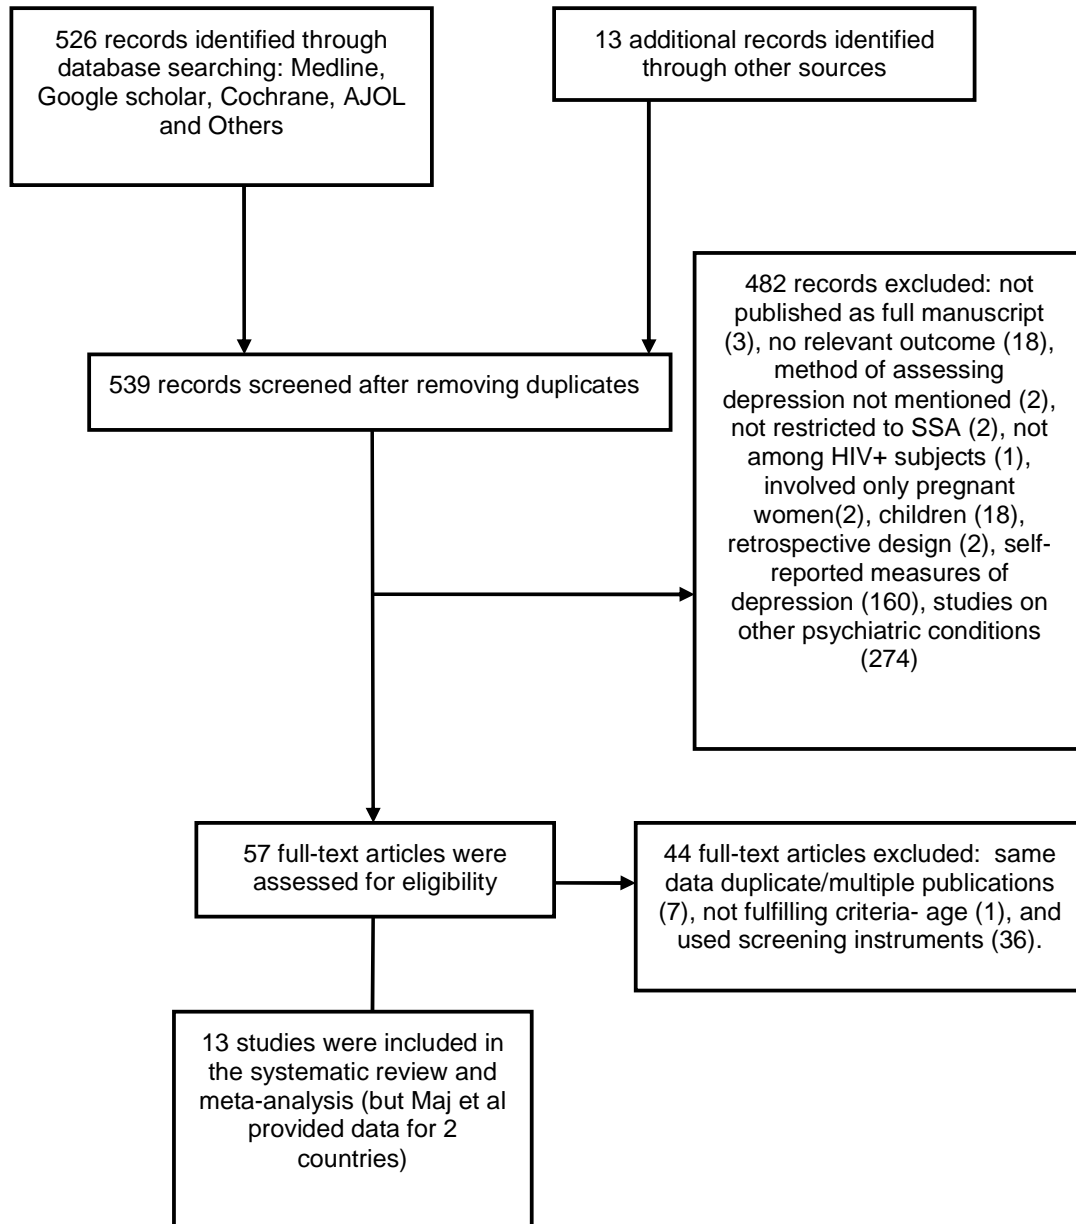 526 records identified through
database searching: Medline,
Google scholar, Cochrane, AJOL
and Others
13 additional records identified
through other sources
539 records screened after removing duplicates
482 records excluded: not
published as full manuscript
(3), no relevant outcome (18),
method of assessing
depression not mentioned (2),
not restricted to SSA (2), not
among HIV+ subjects (1),
involved only pregnant
women(2), children (18),
retrospective design (2), self-
reported measures of
depression (160), studies on
other psychiatric conditions
(274)
57 full-text articles were
assessed for eligibility
44 full-text articles excluded:  same
data duplicate/multiple publications
(7), not fulfilling criteria- age (1), and
used screening instruments (36).
13 studies were included in
the systematic review and
meta-analysis (but Maj et al
provided data for 2
countries)